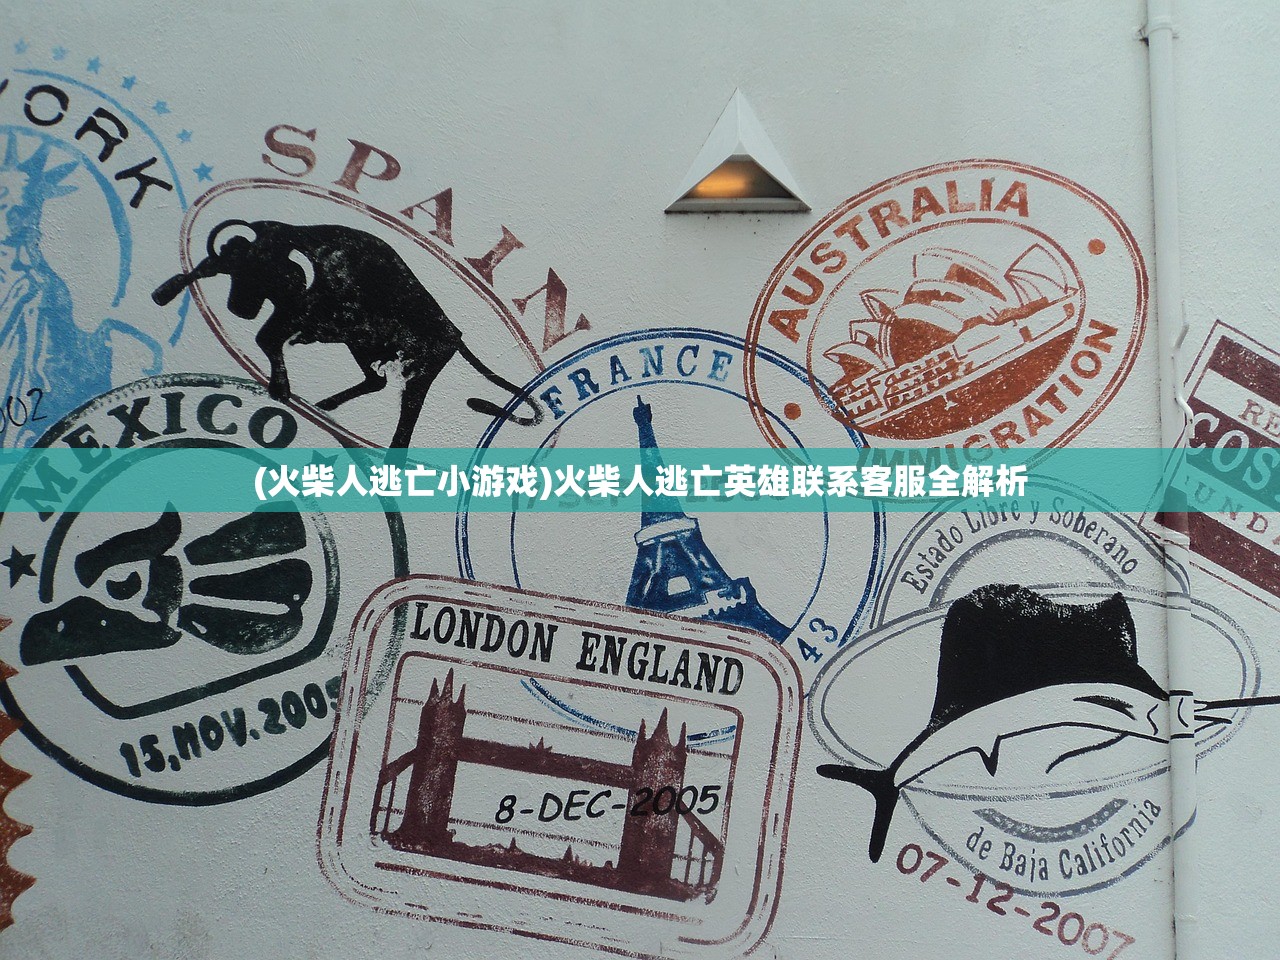 ORK
SPAIN
AUSTRALIA
IMMIGRATION
FRANCE
MEXICO
(火柴人逃亡小游戏)火柴人逃亡英雄联系客服全解析
Estado Libre y Soberano
43
LONDON ENGLAND
15,NOV.2005
8-DEC-2005
de Baja California
07-12-2007